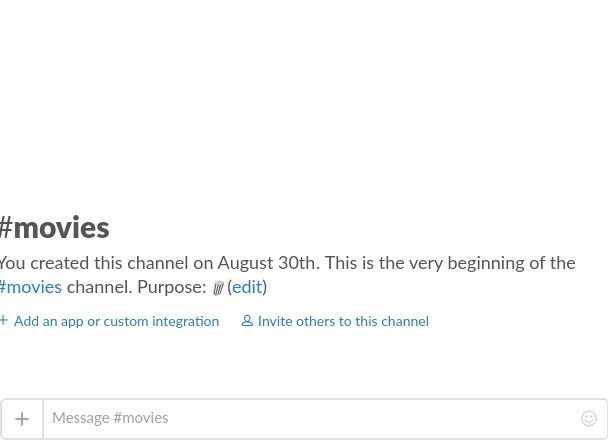 #movies
You created this channel on August 30th. This is the very beginning of the
#movies channel. Purpose: (edit)
+ Add an app or custom integration Invite others to this channel
+ Message #movies